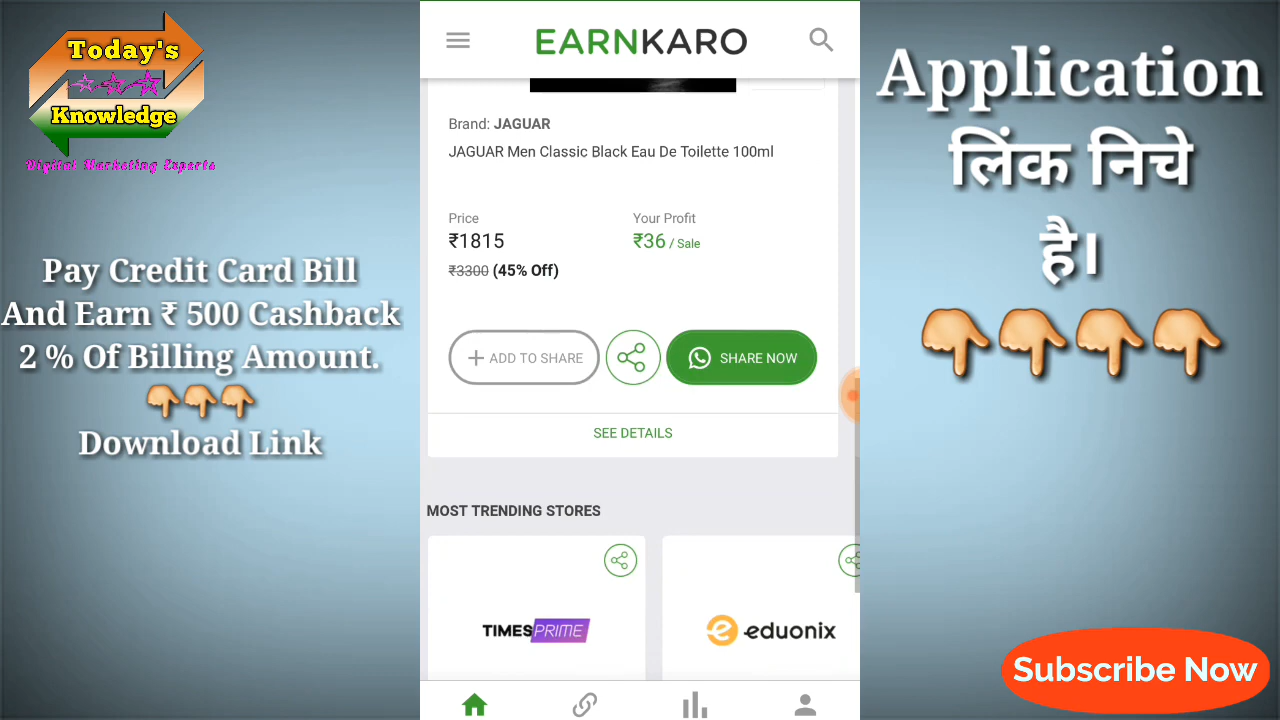 Today's
Knowledge
Digital Marketing Experts
Pay Credit Card Bill
And Earn ₹ 500 Cashback
2 % Of Billing Amount.
Download Link
EARNKARO
Brand: JAGUAR
JAGUAR Men Classic Black Eau De Toilette 100ml
Price
Your Profit
₹1815
₹36 / Sale
₹3300 (45% Off)
ADD TO SHARE
SHARE NOW
SEE DETAILS
MOST TRENDING STORES
TIMES PRIME
eduonix
Application
लिंक निचे
है।
Subscribe Now